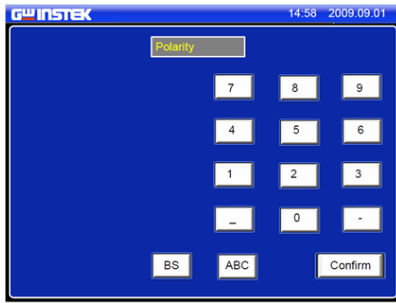 GW INSTEK 14:58 2009.09.01
Polarity
7 8 9
4 5 6
1 2 3
_ 0 -
BS ABC Confirm